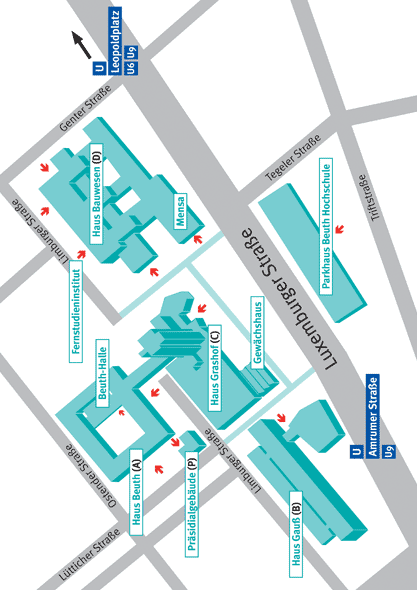 U
Leopoldplatz
U6 U9
Genter Straße
Haus Bauwesen (D)
Mensa
Limburger Straße
Fernstudieninstitut
Tegeler Straße
Parkhaus Beuth Hochschule
Triftstraße
Luxemburger Straße
Gewächshaus
Haus Grashof (C)
Beuth-Halle
Haus Beuth (A)
Präsidialgebäude (P)
Ostender Straße
Limburger Straße
Lütticher Straße
Haus Gauß (B)
U
Amrumer Straße
U9